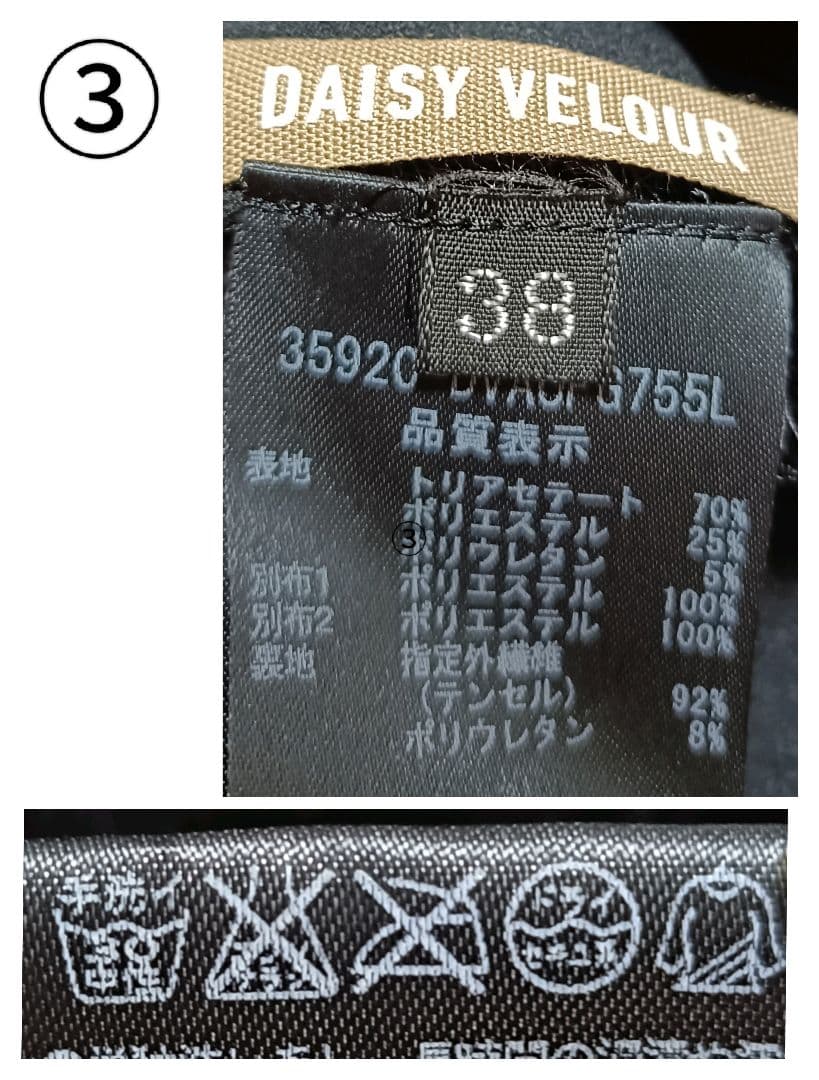 ③
DAISY VELOUR
38
3592
G755L
品質表示
表地 トリアセテート 70%
ポリエステル 25%
③
ポリウレタン 5%
別布1 ポリエステル 100%
別布2 ポリエステル 100%
裏地 指定外繊維
(テンセル) 92%
ポリウレタン 8%
手洗イ
中性
ドライ
セキユ系